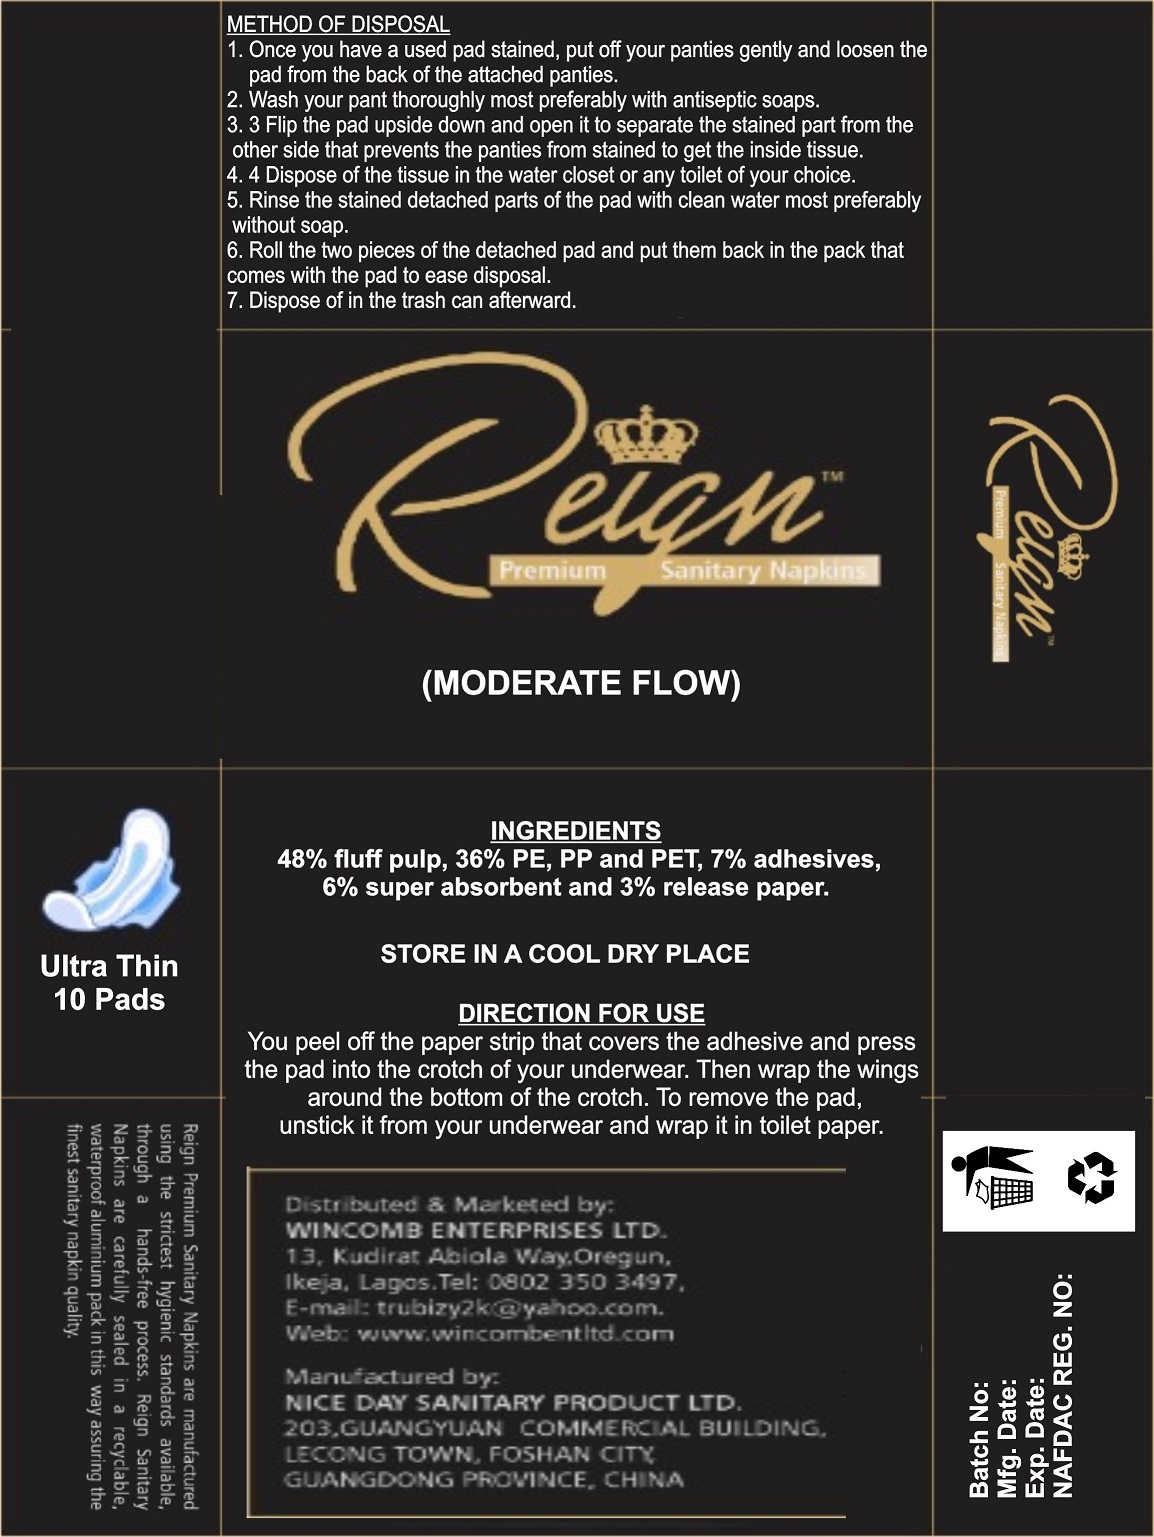 METHOD OF DISPOSAL
1. Once you have a used pad stained, put off your panties gently and loosen the
pad from the back of the attached panties.
2. Wash your pant thoroughly most preferably with antiseptic soaps.
3. 3 Flip the pad upside down and open it to separate the stained part from the
other side that prevents the panties from stained to get the inside tissue.
4. 4 Dispose of the tissue in the water closet or any toilet of your choice.
5. Rinse the stained detached parts of the pad with clean water most preferably
without soap.
6. Roll the two pieces of the detached pad and put them back in the pack that
comes with the pad to ease disposal.
7. Dispose of in the trash can afterward.
Reign™
Premium Sanitary Napkins
(MODERATE FLOW)
Reign™
Premium Sanitary Napkins
Ultra Thin
10 Pads
INGREDIENTS
48% fluff pulp, 36% PE, PP and PET, 7% adhesives,
6% super absorbent and 3% release paper.
STORE IN A COOL DRY PLACE
DIRECTION FOR USE
You peel off the paper strip that covers the adhesive and press
the pad into the crotch of your underwear. Then wrap the wings
around the bottom of the crotch. To remove the pad,
unstick it from your underwear and wrap it in toilet paper.
Reign Premium Sanitary Napkins are manufactured
using the strictest hygienic standards available,
through a hands-free process. Reign Sanitary
Napkins are carefully sealed in a recyclable,
waterproof aluminium pack in this way assuring the
finest sanitary napkin quality.
Distributed & Marketed by:
WINCOMB ENTERPRISES LTD.
13, Kudirat Abiola Way,Oregun,
Ikeja, Lagos.Tel: 0802 350 3497,
E-mail: trubizy2k@yahoo.com.
Web: www.wincombentltd.com
Manufactured by:
NICE DAY SANITARY PRODUCT LTD.
203,GUANGYUAN COMMERCIAL BUILDING,
LECONG TOWN, FOSHAN CITY,
GUANGDONG PROVINCE, CHINA
Batch No:
Mfg. Date:
Exp. Date:
NAFDAC REG. NO: